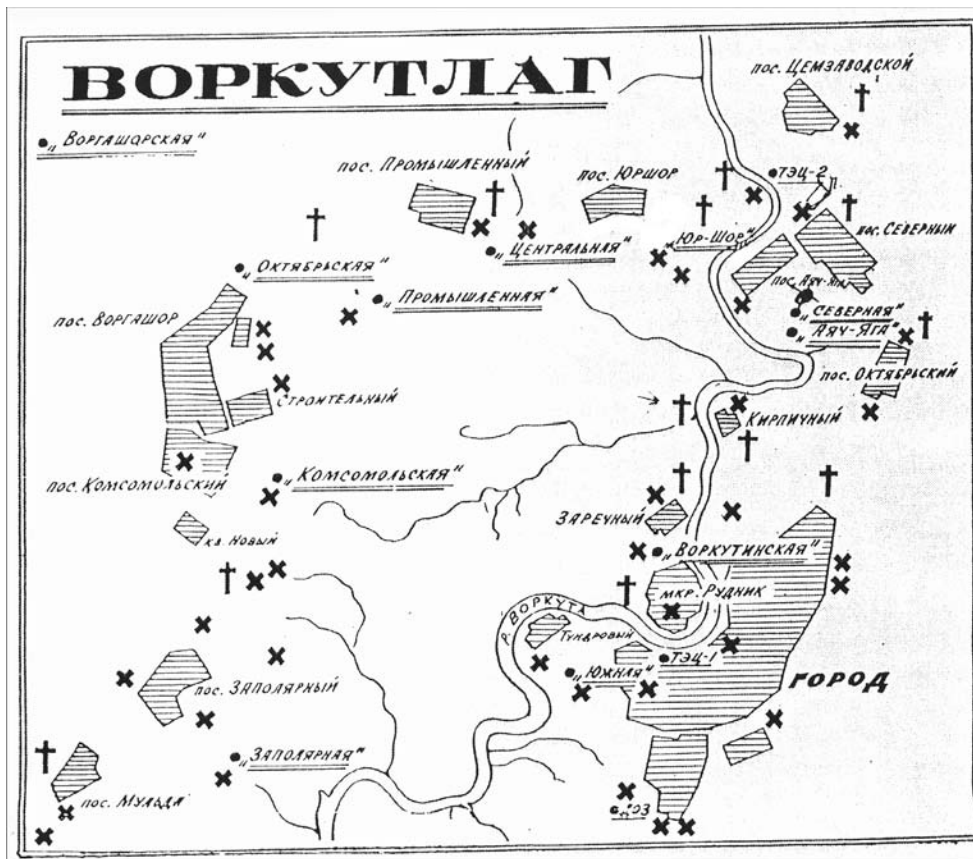 ВОРКУТЛАГ
пос. ЦЕМЗАВОДСКОЙ
„ВОРГАШОРСКАЯ"
пос. ПРОМЫШЛЕННЫЙ
пос. ЮРШОР
ТЭЦ-2
пос. СЕВЕРНЫЙ
„ЮР-ШОР"
„ЦЕНТРАЛЬНАЯ"
„ОКТЯБРЬСКАЯ"
„ПРОМЫШЛЕННАЯ"
„СЕВЕРНАЯ"
пос. ВОРГАШОР
„АЯЧ-ЯГА"
пос. ОКТЯБРЬСКИЙ
СТРОИТЕЛЬНЫЙ
КИРПИЧНЫЙ
„КОМСОМОЛЬСКАЯ"
пос. КОМСОМОЛЬСКИЙ
ЗАРЕЧНЫЙ
кв. НОВЫЙ
„ВОРКУТИНСКАЯ"
мкр. РУДНИК
Р. ВОРКУТА
ТУНДРОВЫЙ
ТЭЦ-1
„ЮЖНАЯ"
пос. ЗАПОЛЯРНЫЙ
ГОРОД
„ЗАПОЛЯРНАЯ"
пос. МУЛЬДА